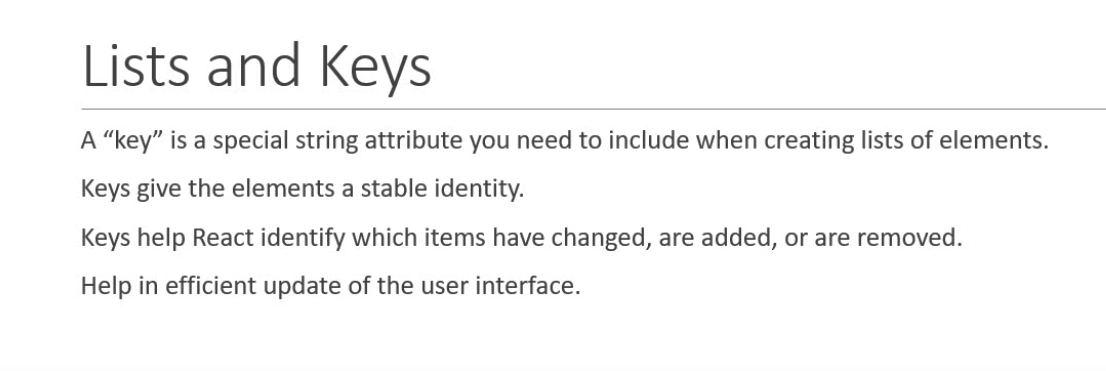 Lists and Keys
A “key” is a special string attribute you need to include when creating lists of elements.
Keys give the elements a stable identity.
Keys help React identify which items have changed, are added, or are removed.
Help in efficient update of the user interface.